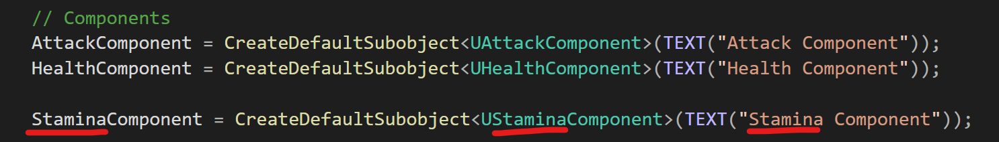 // Components
AttackComponent = CreateDefaultSubobject<UAttackComponent>(TEXT("Attack Component"));
HealthComponent = CreateDefaultSubobject<UHealthComponent>(TEXT("Health Component"));
StaminaComponent = CreateDefaultSubobject<UStaminaComponent>(TEXT("Stamina Component"));